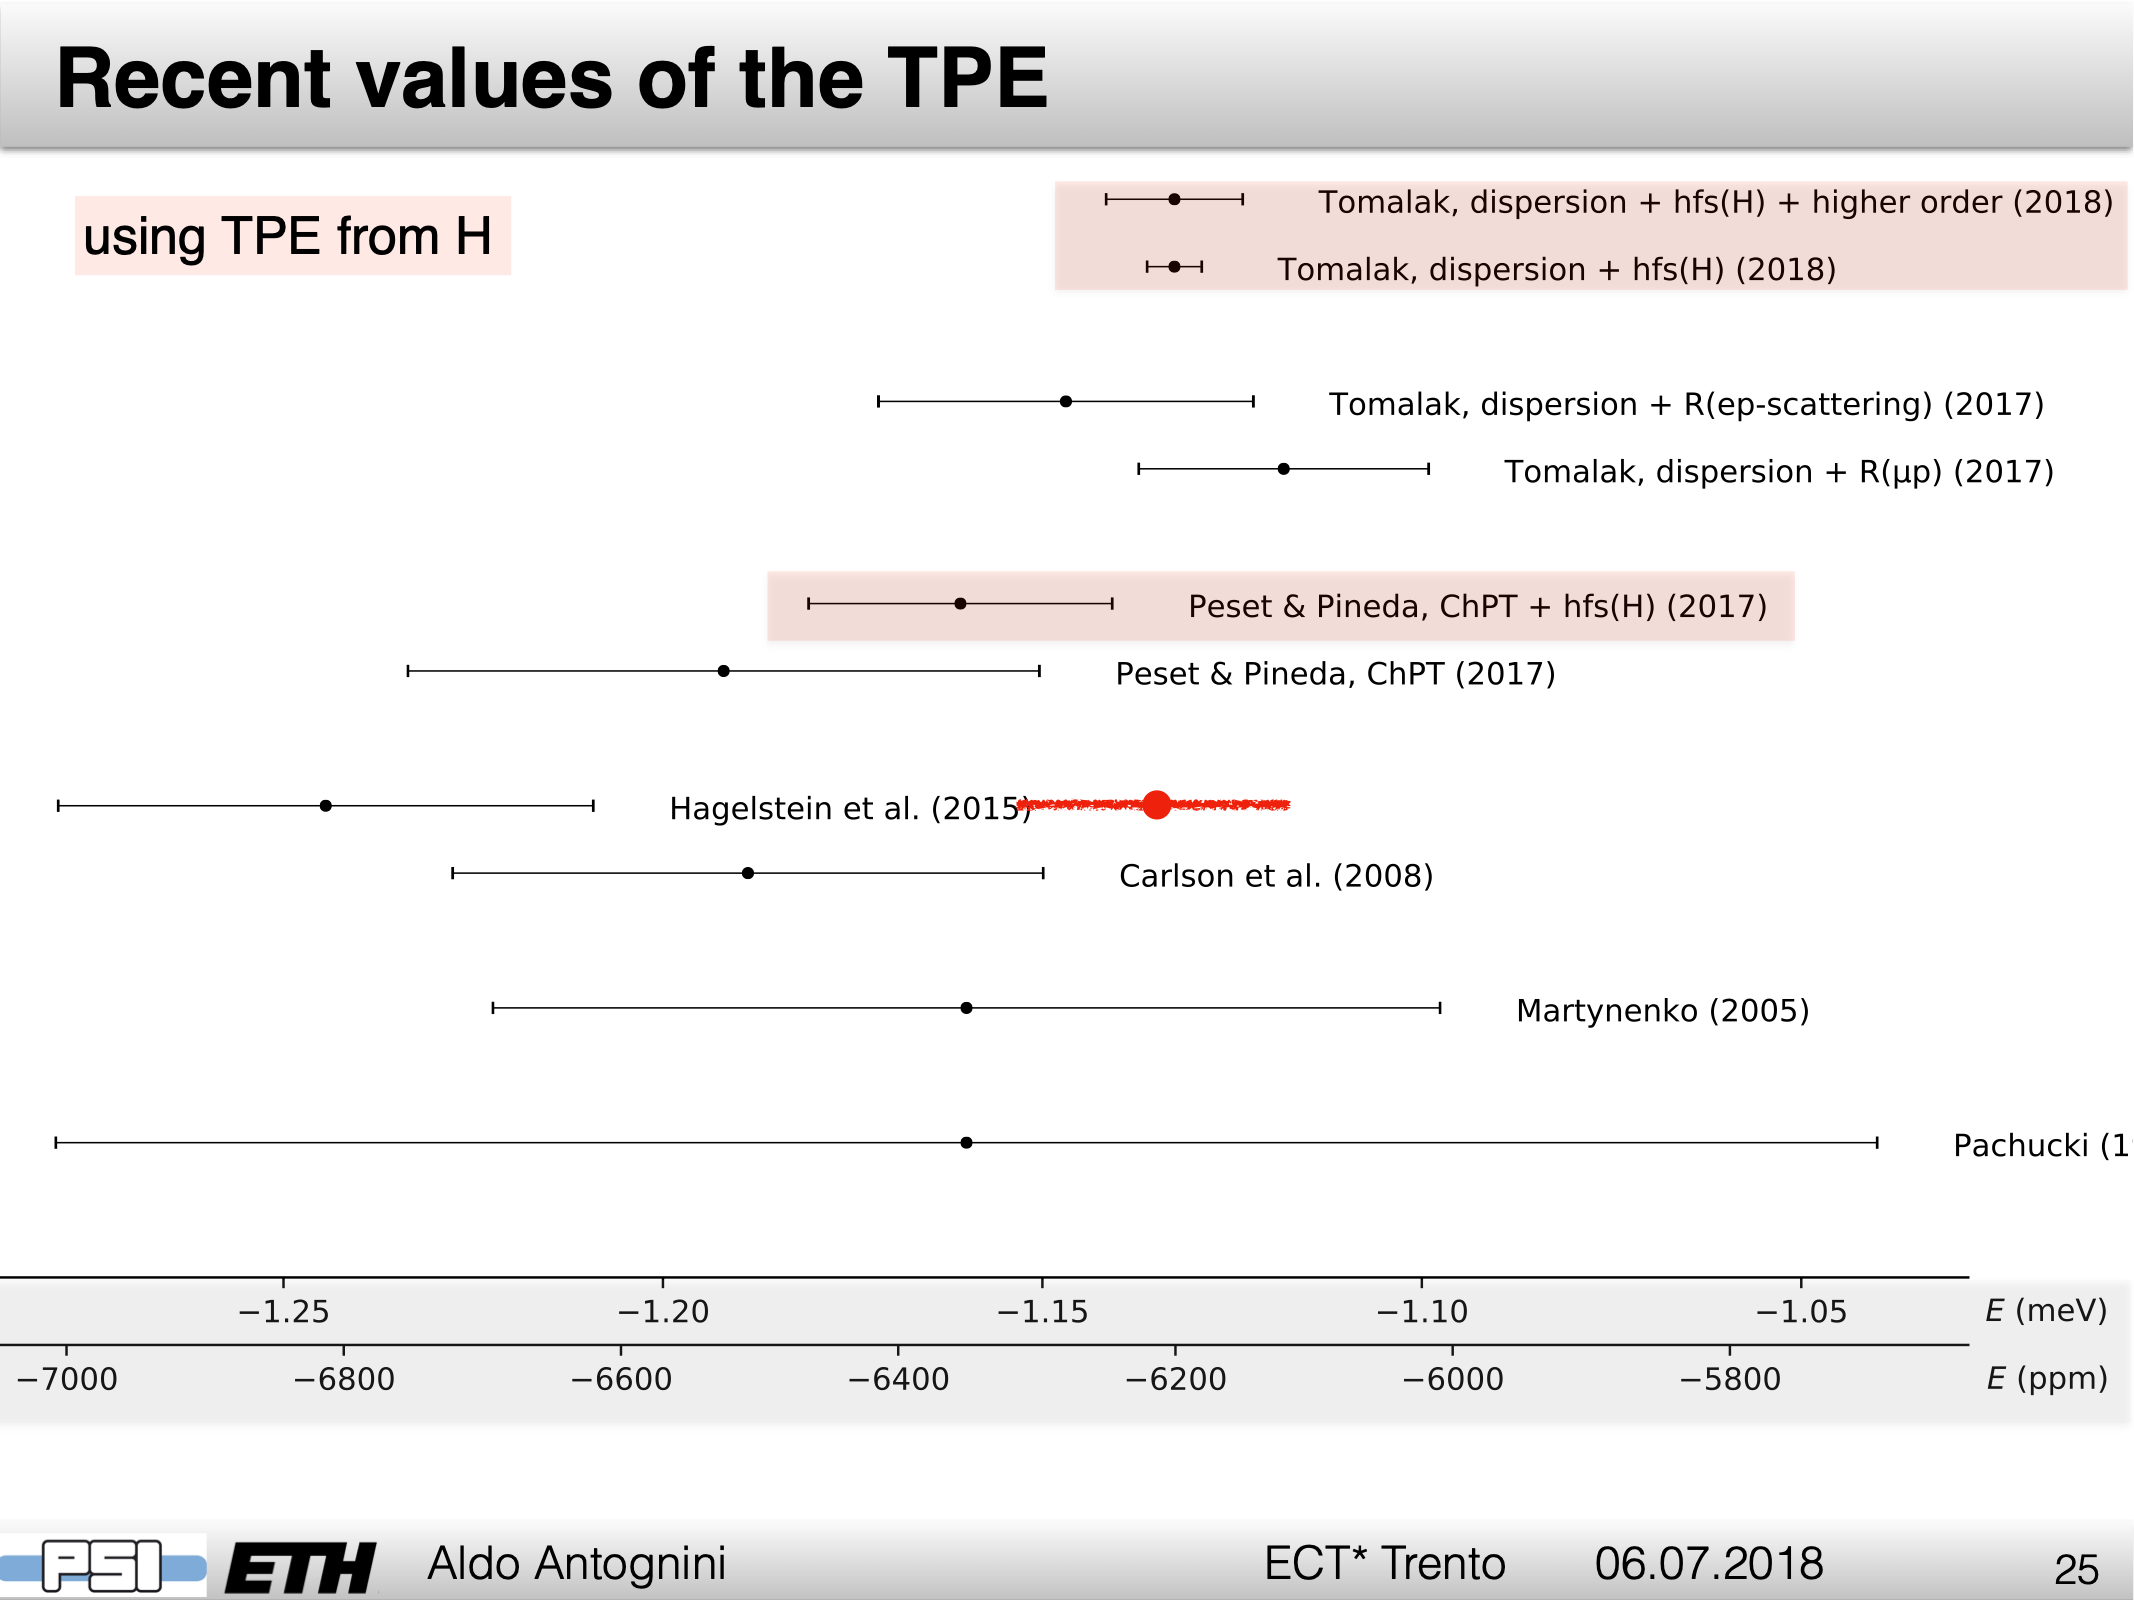 Recent values of the TPE
using TPE from H
Tomalak, dispersion + hfs(H) + higher order (2018)
Tomalak, dispersion + hfs(H) (2018)
Tomalak, dispersion + R(ep-scattering) (2017)
Tomalak, dispersion + R(μp) (2017)
Peset & Pineda, ChPT + hfs(H) (2017)
Peset & Pineda, ChPT (2017)
Hagelstein et al. (2015)
Carlson et al. (2008)
Martynenko (2005)
Pachucki (1
−1.25 −1.20 −1.15 −1.10 −1.05 E (meV)
−7000 −6800 −6600 −6400 −6200 −6000 −5800 E (ppm)
PSI ETH Aldo Antognini ECT* Trento 06.07.2018 25